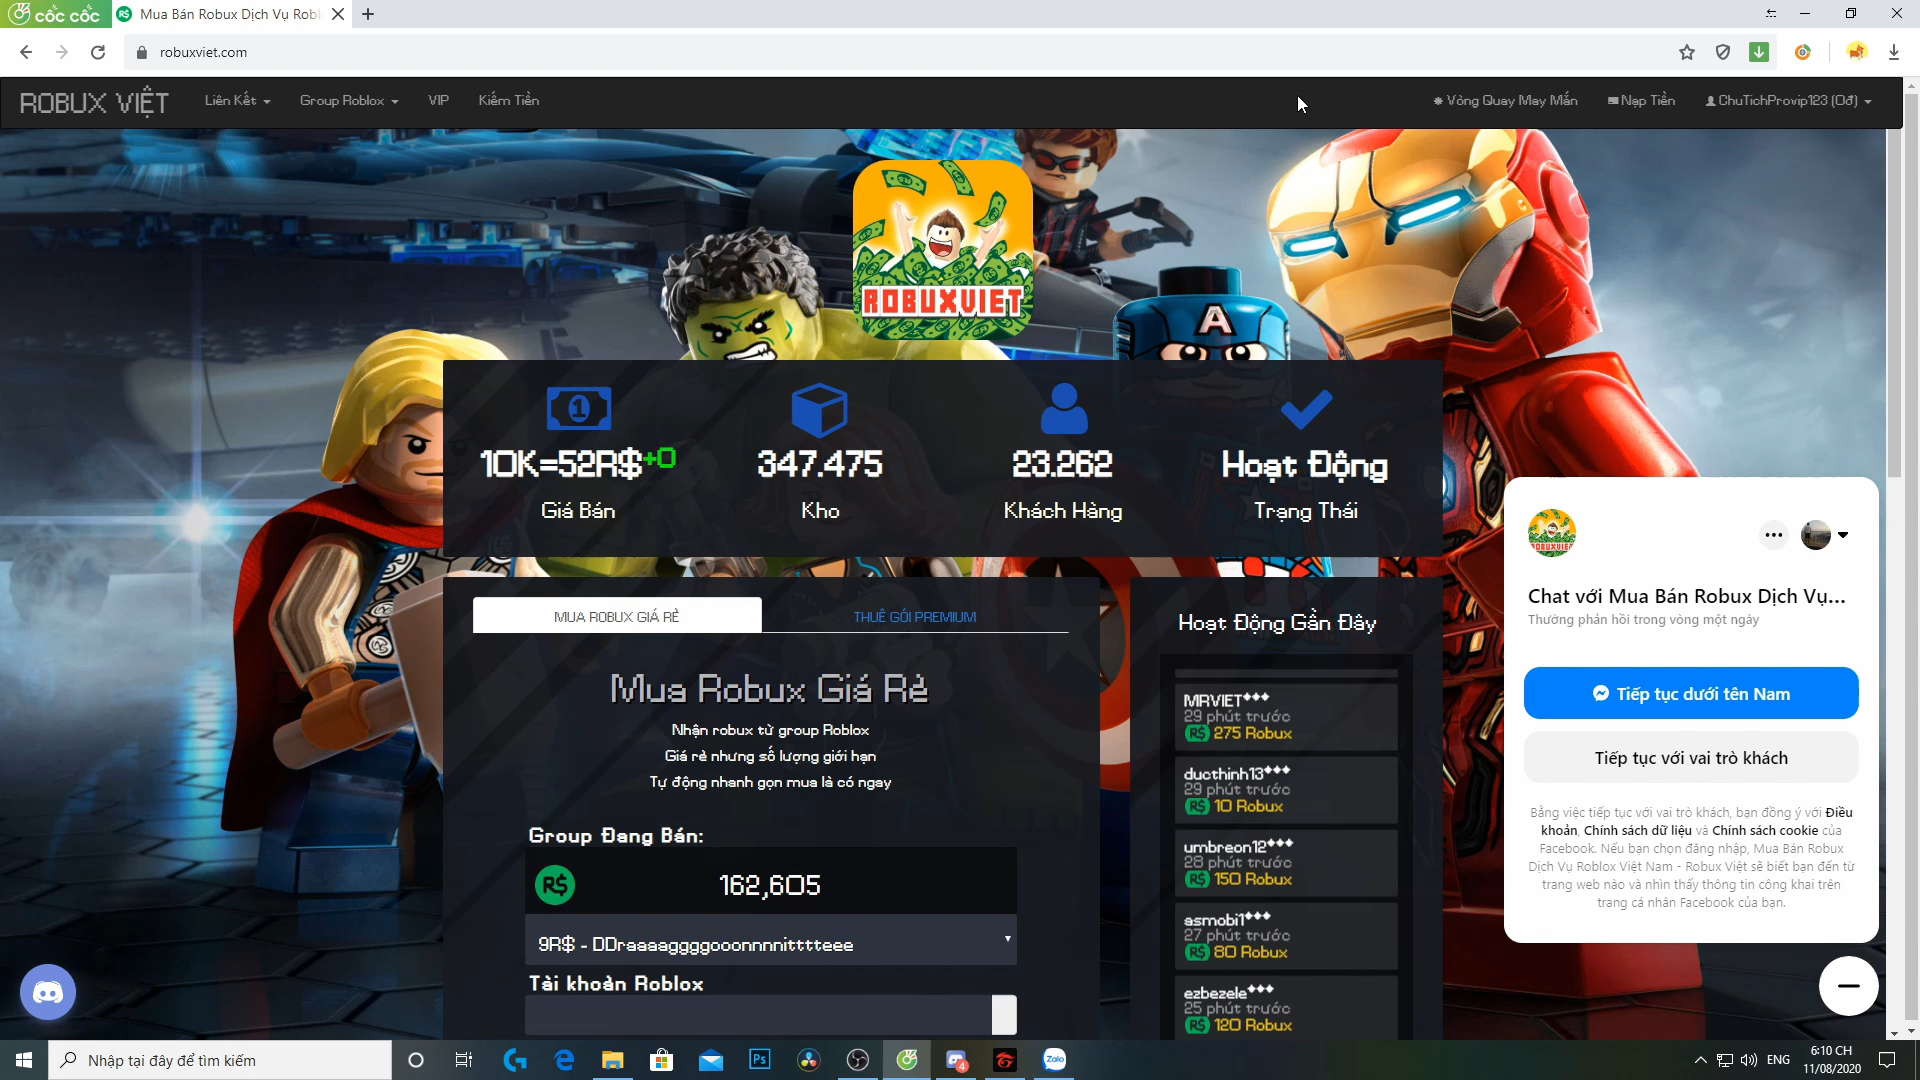 cốc cốc
Mua Bán Robux Dịch Vụ Robl
robuxviet.com
ROBUX VIỆT
Liên Kết
Group Roblox
VIP
Kiếm Tiền
Vòng Quay May Mắn
Nạp Tiền
ChuTichProvip123 (0đ)
ROBUXVIET
10K=52R$+0
Giá Bán
347.475
Kho
23.262
Khách Hàng
Hoạt Động
Trạng Thái
MUA ROBUX GIÁ RẺ
THUÊ GÓI PREMIUM
Mua Robux Giá Rẻ
Nhận robux từ group Roblox
Giá rẻ nhưng số lượng giới hạn
Tự động nhanh gọn mua là có ngay
Group Đang Bán:
R$
162,605
9R$ - DDraaaaggggooonnnnitttteee
Tài khoản Roblox
Hoạt Động Gần Đây
MRVIET***
29 phút trước
R$ 275 Robux
ducthinh13***
29 phút trước
R$ 10 Robux
umbreon12***
28 phút trước
R$ 150 Robux
asmobi1***
27 phút trước
R$ 80 Robux
ezbezele***
25 phút trước
R$ 120 Robux
ROBUXVIET
Chat với Mua Bán Robux Dịch Vụ...
Thường phản hồi trong vòng một ngày
Tiếp tục dưới tên Nam
Tiếp tục với vai trò khách
Bằng việc tiếp tục với vai trò khách, bạn đồng ý với Điều
khoản, Chính sách dữ liệu và Chính sách cookie của
Facebook. Nếu bạn chọn đăng nhập, Mua Bán Robux
Dịch Vụ Roblox Việt Nam - Robux Việt sẽ biết bạn đến từ
trang web nào và nhìn thấy thông tin công khai trên
trang cá nhân Facebook của bạn.
Nhập tại đây để tìm kiếm
Ps
4
Zalo
ENG
6:10 CH
11/08/2020